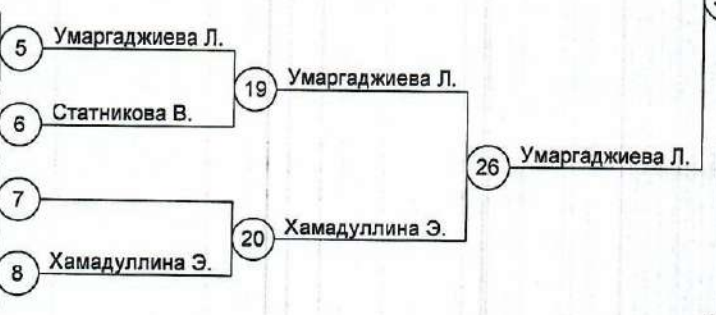 5 Умаргаджиева Л.
19 Умаргаджиева Л.
6 Статникова В.
26 Умаргаджиева Л.
7
20 Хамадуллина Э.
8 Хамадуллина Э.